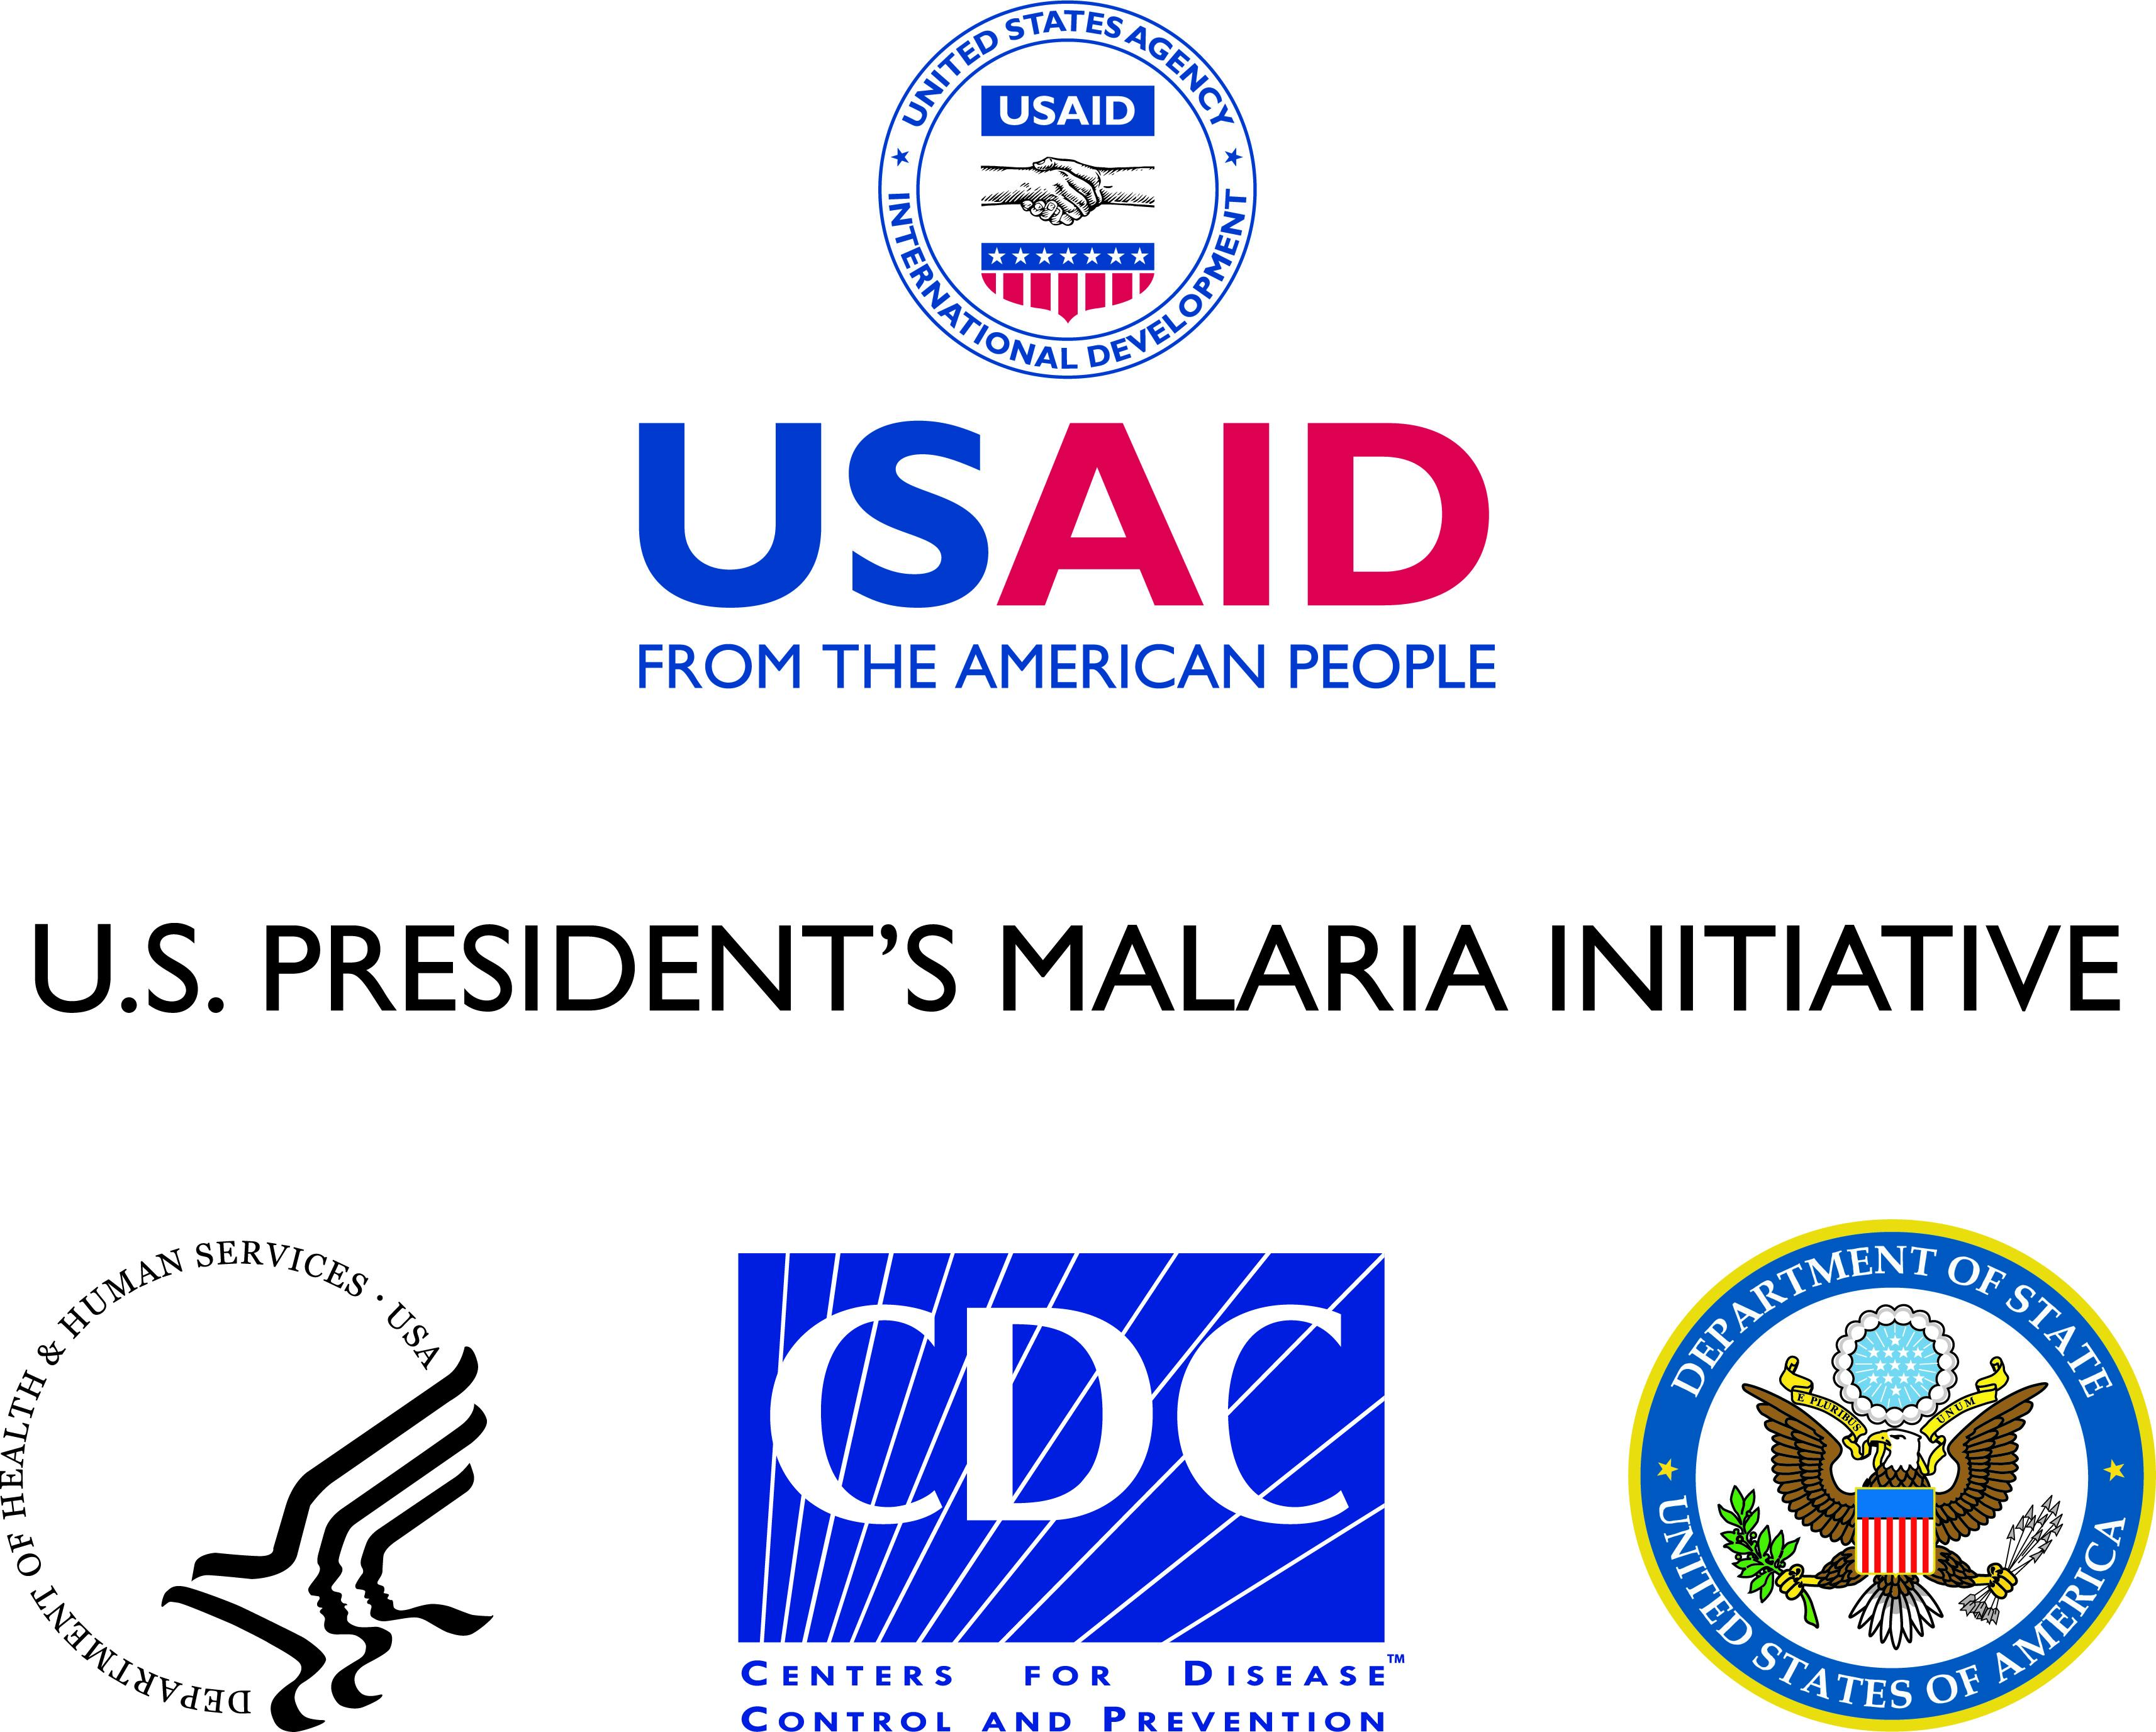 UNITED STATES AGENCY
USAID
INTERNATIONAL DEVELOPMENT
USAID
FROM THE AMERICAN PEOPLE
U.S. PRESIDENT’S MALARIA INITIATIVE
DEPARTMENT OF HEALTH & HUMAN SERVICES · USA
CDC
CENTERS FOR DISEASE™
CONTROL AND PREVENTION
DEPARTMENT OF STATE
E PLURIBUS UNUM
UNITED STATES OF AMERICA